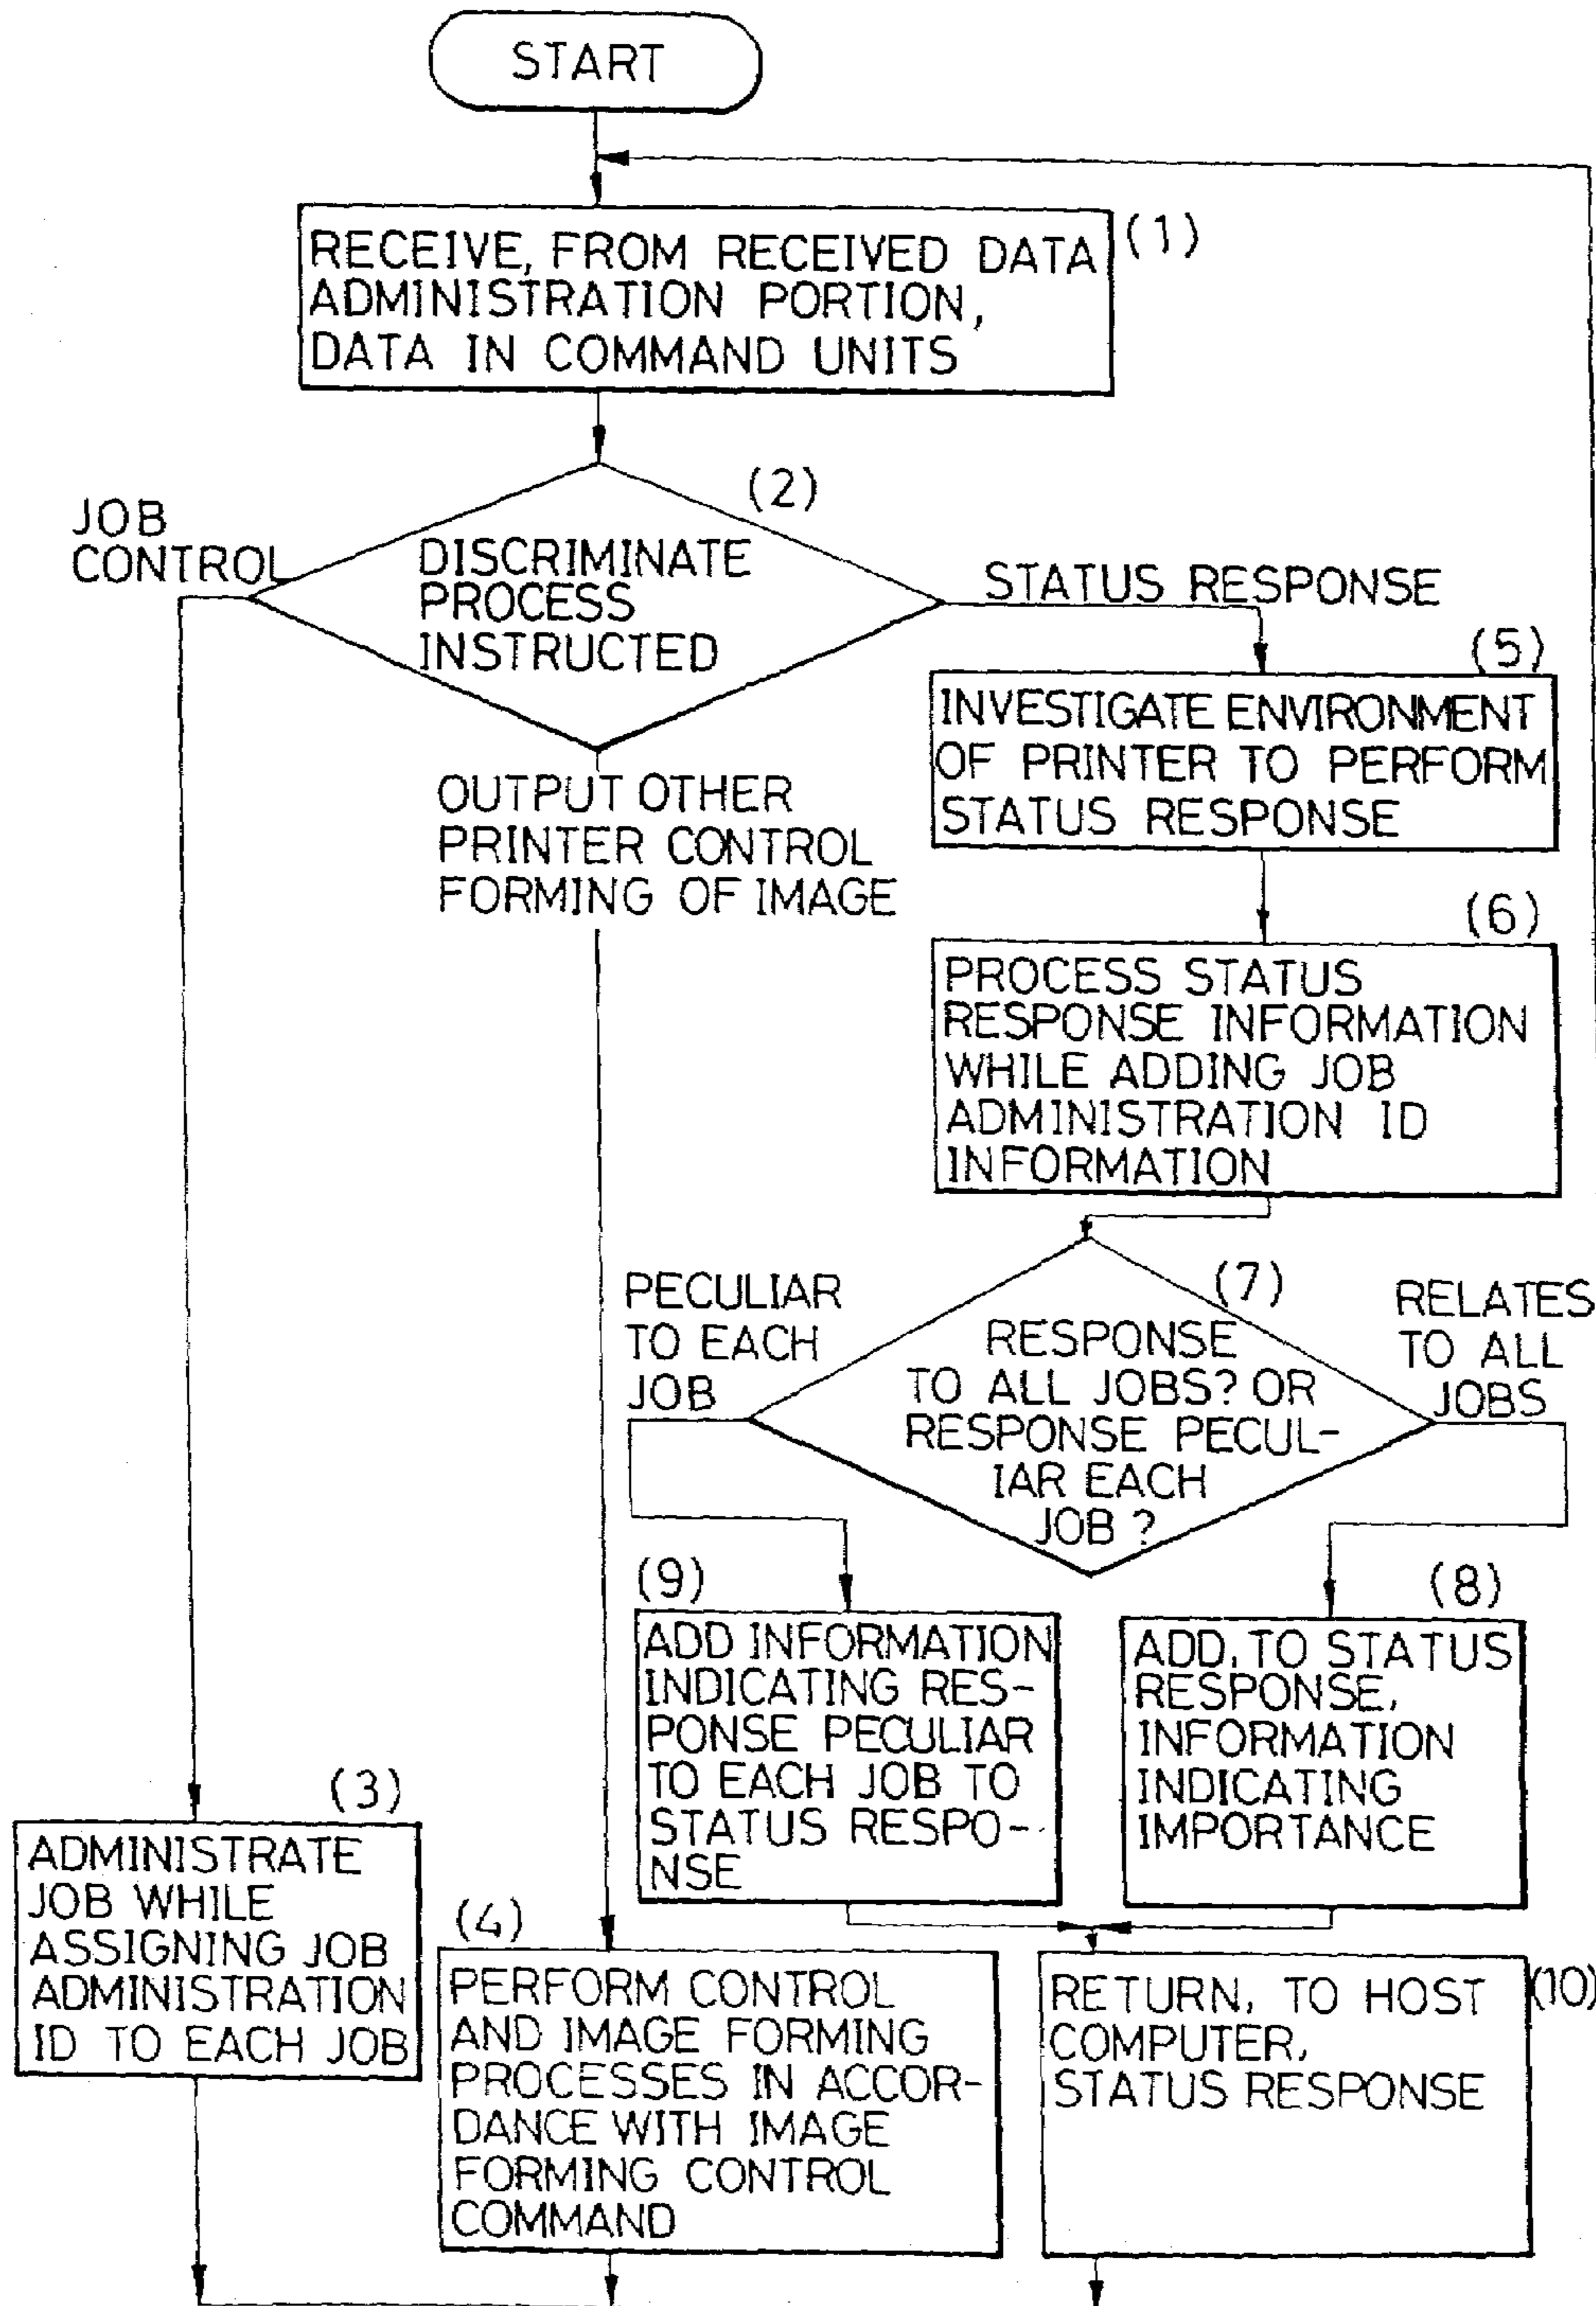 START
(1)
RECEIVE, FROM RECEIVED DATA
ADMINISTRATION PORTION,
DATA IN COMMAND UNITS
(2)
JOB
CONTROL
DISCRIMINATE
PROCESS
INSTRUCTED
STATUS RESPONSE
(5)
INVESTIGATE ENVIRONMENT
OF PRINTER TO PERFORM
STATUS RESPONSE
OUTPUT OTHER
PRINTER CONTROL
FORMING OF IMAGE
(6)
PROCESS STATUS
RESPONSE INFORMATION
WHILE ADDING JOB
ADMINISTRATION ID
INFORMATION
PECULIAR
TO EACH
JOB
(7)
RESPONSE
TO ALL JOBS? OR
RESPONSE PECUL-
IAR EACH
JOB ?
RELATES
TO ALL
JOBS
(9)
ADD INFORMATION
INDICATING RES-
PONSE PECULIAR
TO EACH JOB TO
STATUS RESPO-
NSE
(8)
ADD, TO STATUS
RESPONSE,
INFORMATION
INDICATING
IMPORTANCE
(3)
ADMINISTRATE
JOB WHILE
ASSIGNING JOB
ADMINISTRATION
ID TO EACH JOB
(4)
PERFORM CONTROL
AND IMAGE FORMING
PROCESSES IN ACCOR-
DANCE WITH IMAGE
FORMING CONTROL
COMMAND
(10)
RETURN, TO HOST
COMPUTER,
STATUS RESPONSE